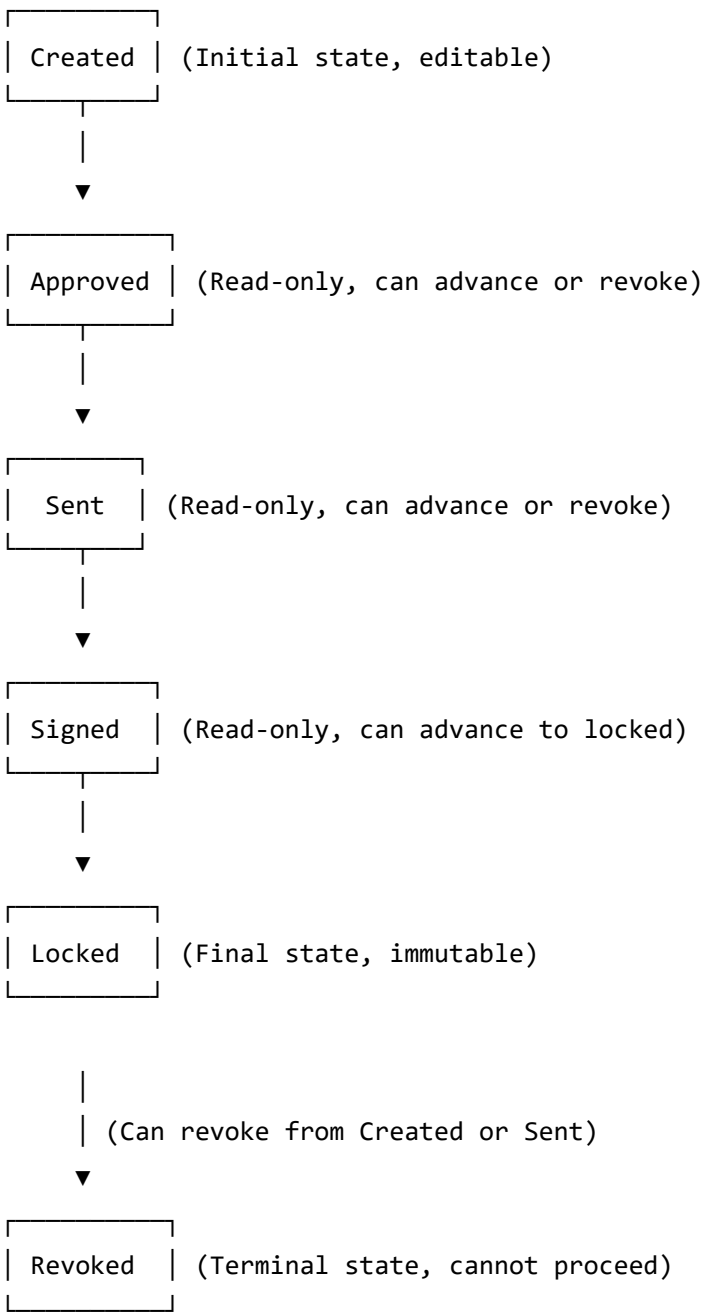 Created (Initial state, editable)
Approved (Read-only, can advance or revoke)
Sent (Read-only, can advance or revoke)
Signed (Read-only, can advance to locked)
Locked (Final state, immutable)
(Can revoke from Created or Sent)
Revoked (Terminal state, cannot proceed)